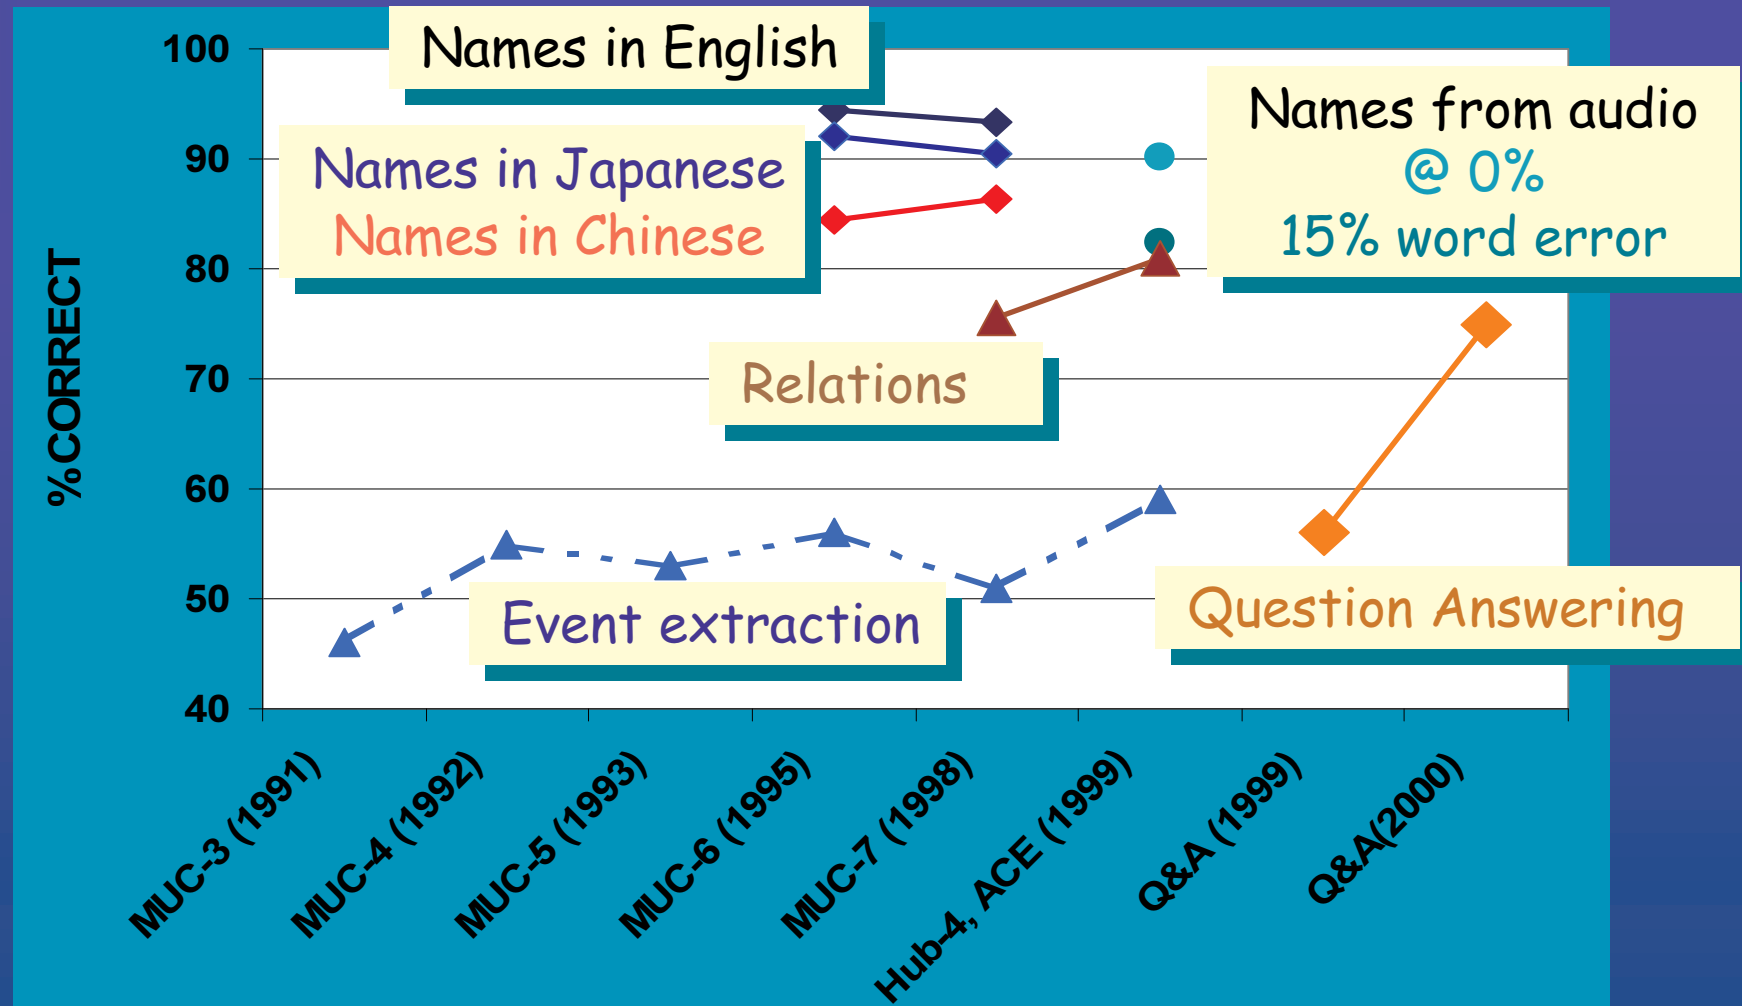 Names in English
Names in Japanese
Names in Chinese
Names from audio
@ 0%
15% word error
Relations
Event extraction
Question Answering
%CORRECT
100
90
80
70
60
50
40
MUC-3 (1991)
MUC-4 (1992)
MUC-5 (1993)
MUC-6 (1995)
MUC-7 (1998)
Hub-4, ACE (1999)
Q&A (1999)
Q&A(2000)